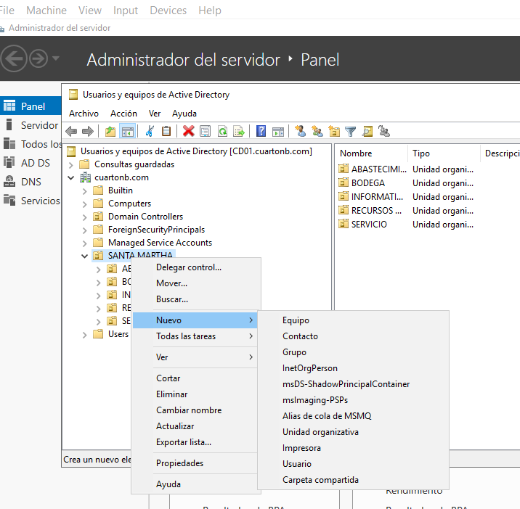 File Machine View Input Devices Help
Administrador del servidor
Administrador del servidor • Panel
Panel
Servidor
Todos los
AD DS
DNS
Servicios
Usuarios y equipos de Active Directory
Archivo Acción Ver Ayuda
Usuarios y equipos de Active Directory [CD01.cuartonb.com]
Consultas guardadas
cuartonb.com
Builtin
Computers
Domain Controllers
ForeignSecurityPrincipals
Managed Service Accounts
SANTA MARTHA
AB
BO
IN
RE
SE
Users
Nombre Tipo Descripci
ABASTECIMI... Unidad organi...
BODEGA Unidad organi...
INFORMATI... Unidad organi...
RECURSOS ... Unidad organi...
SERVICIO Unidad organi...
Delegar control...
Mover...
Buscar...
Nuevo
Todas las tareas
Ver
Cortar
Eliminar
Cambiar nombre
Actualizar
Exportar lista...
Propiedades
Ayuda
Equipo
Contacto
Grupo
InetOrgPerson
msDS-ShadowPrincipalContainer
msImaging-PSPs
Alias de cola de MSMQ
Unidad organizativa
Impresora
Usuario
Carpeta compartida
Crea un nuevo ele
Rendimiento